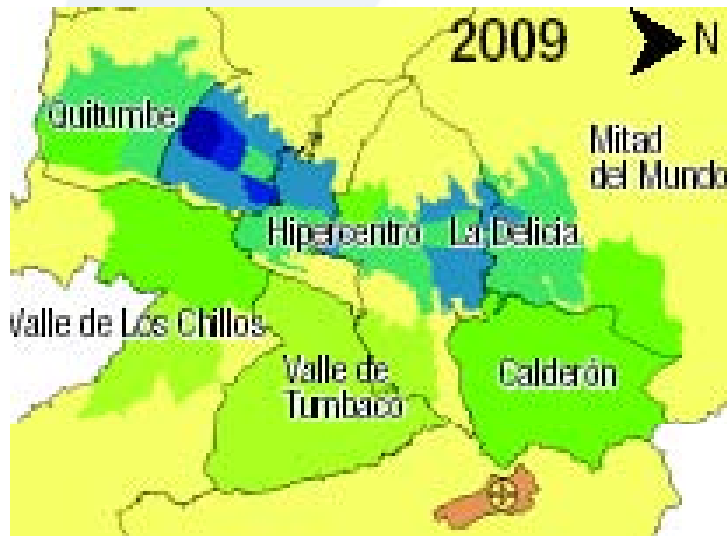 2009
N
Quitumbe
Mitad
del Mundo
Hipercentro
La Delicia
Valle de Los Chillos
Valle de
Tumbaco
Calderón